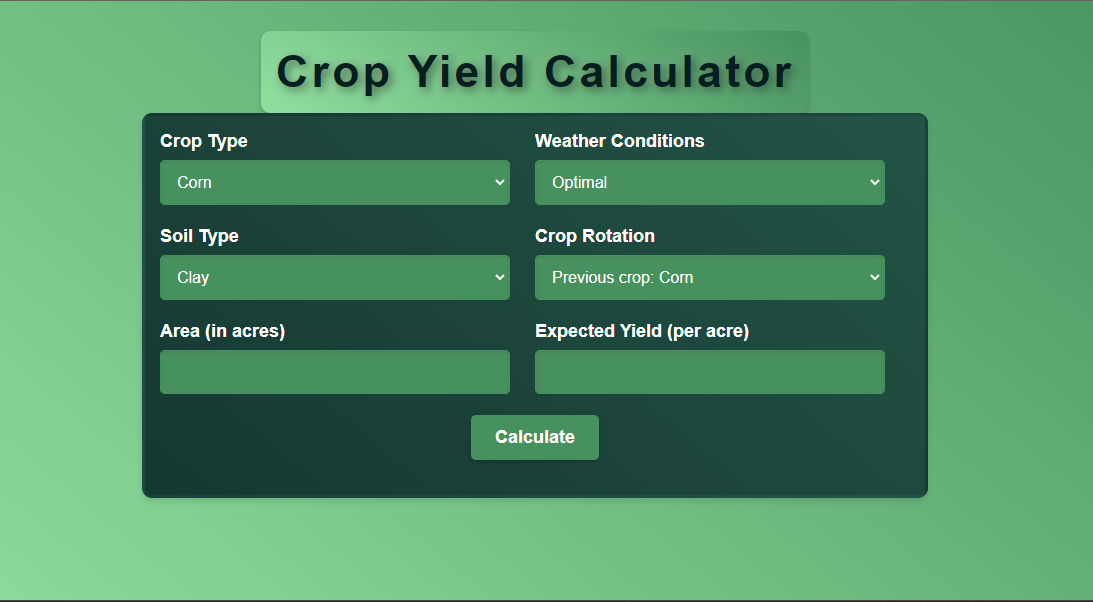 Crop Yield Calculator
Crop Type
Weather Conditions
Corn
Optimal
Soil Type
Crop Rotation
Clay
Previous crop: Corn
Area (in acres)
Expected Yield (per acre)
Calculate